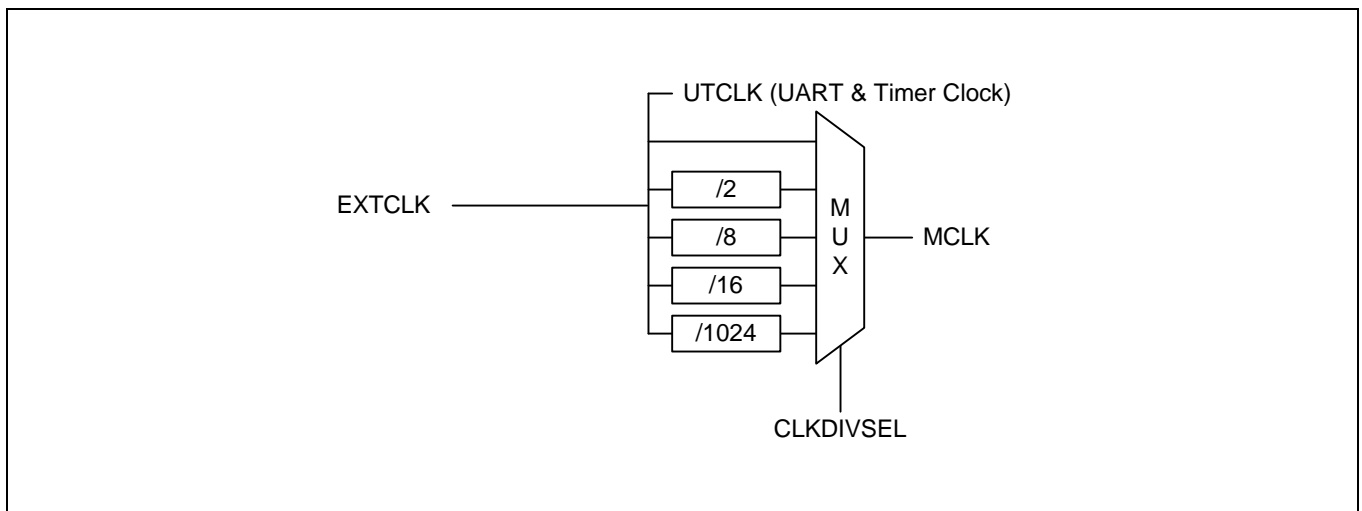 UTCLK (UART & Timer Clock)
EXTCLK
/2
/8
/16
/1024
M
U
X
MCLK
CLKDIVSEL